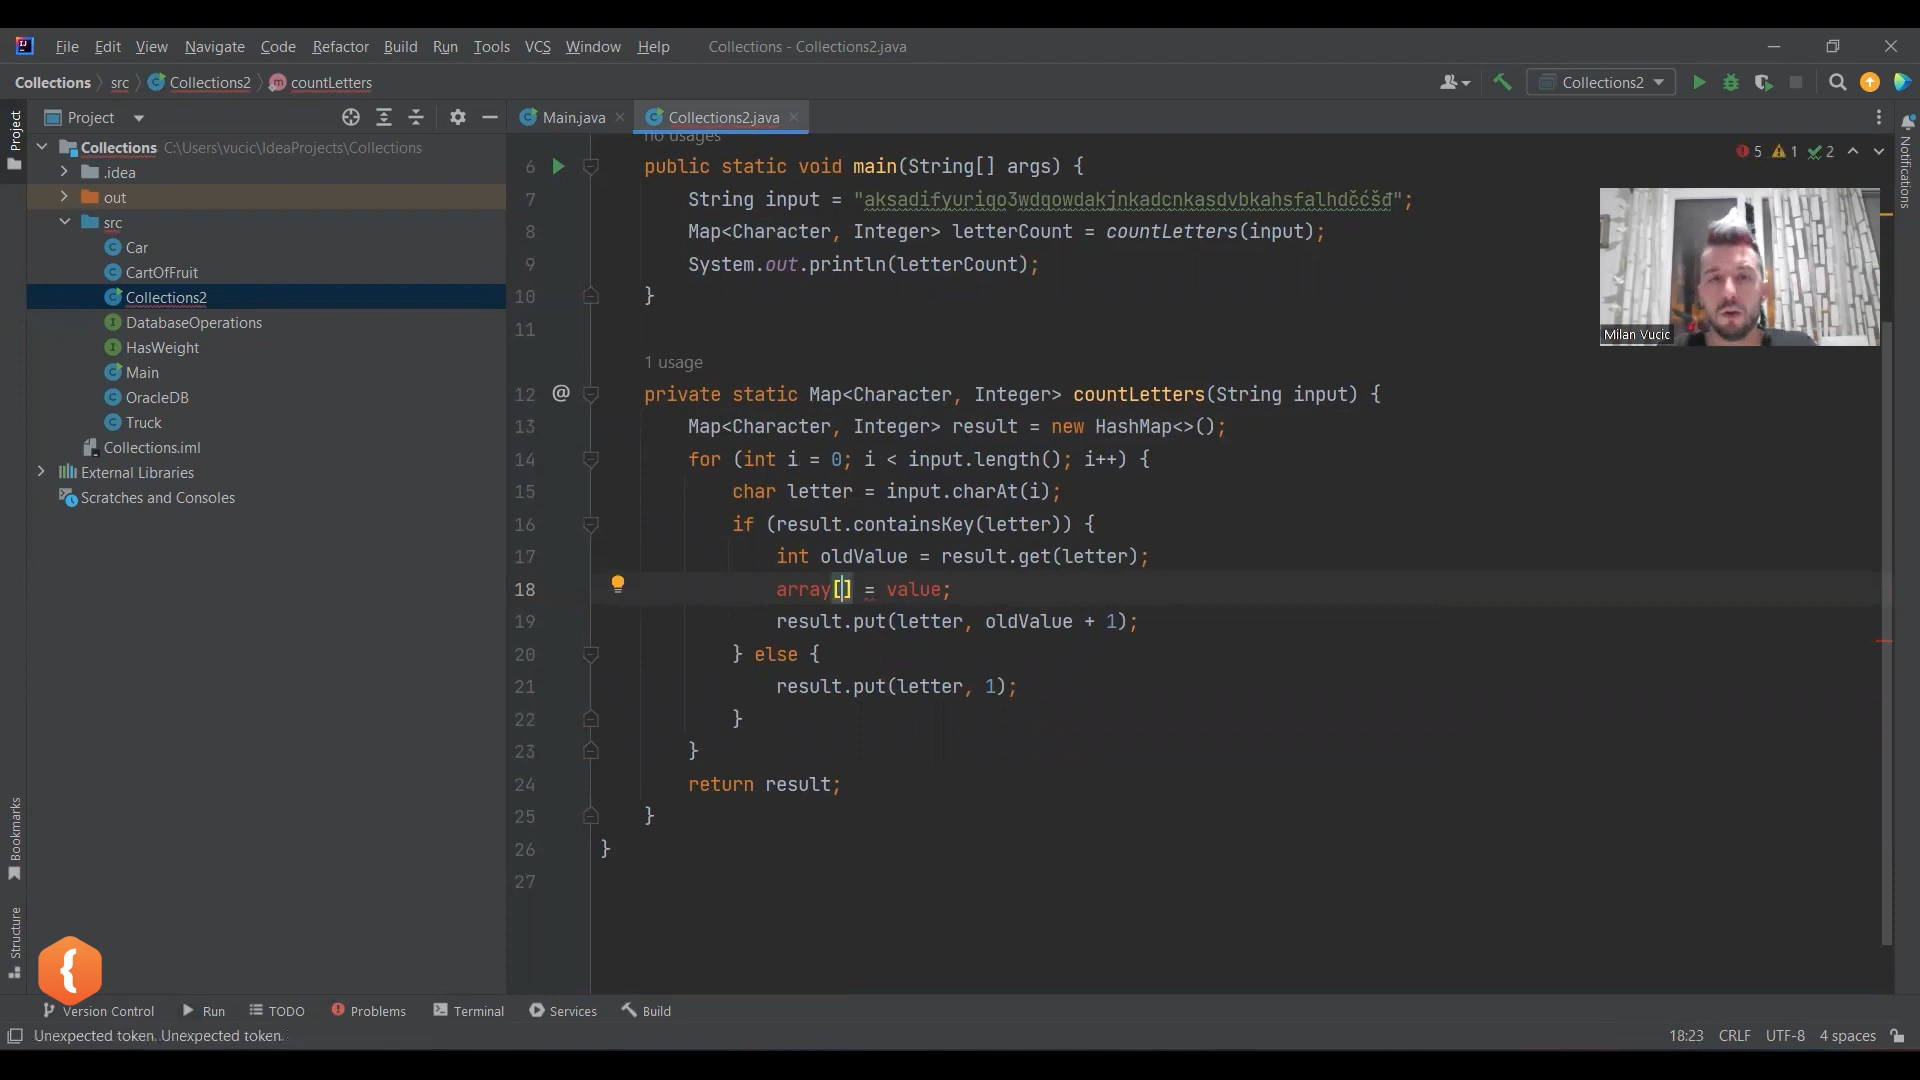 File Edit View Navigate Code Refactor Build Run Tools VCS Window Help Collections - Collections2.java
Collections src Collections2 countLetters Collections2
Project
Main.java Collections2.java
Collections C:\Users\vucic\IdeaProjects\Collections
.idea
out
src
Car
CartOfFruit
Collections2
DatabaseOperations
HasWeight
Main
OracleDB
Truck
Collections.iml
External Libraries
Scratches and Consoles
Project
Bookmarks
Structure
Notifications
5 1 2
no usages
6 public static void main(String[] args) {
7 String input = "aksadifyuriqo3wdqowdakjnkadcnkasdvbkahsfalhdčćšđ";
8 Map<Character, Integer> letterCount = countLetters(input);
9 System.out.println(letterCount);
10 }
11
1 usage
12 @ private static Map<Character, Integer> countLetters(String input) {
13 Map<Character, Integer> result = new HashMap<>();
14 for (int i = 0; i < input.length(); i++) {
15 char letter = input.charAt(i);
16 if (result.containsKey(letter)) {
17 int oldValue = result.get(letter);
18 array[] = value;
19 result.put(letter, oldValue + 1);
20 } else {
21 result.put(letter, 1);
22 }
23 }
24 return result;
25 }
26 }
27
Milan Vucic
Version Control Run TODO Problems Terminal Services Build
Unexpected token. Unexpected token. 18:23 CRLF UTF-8 4 spaces